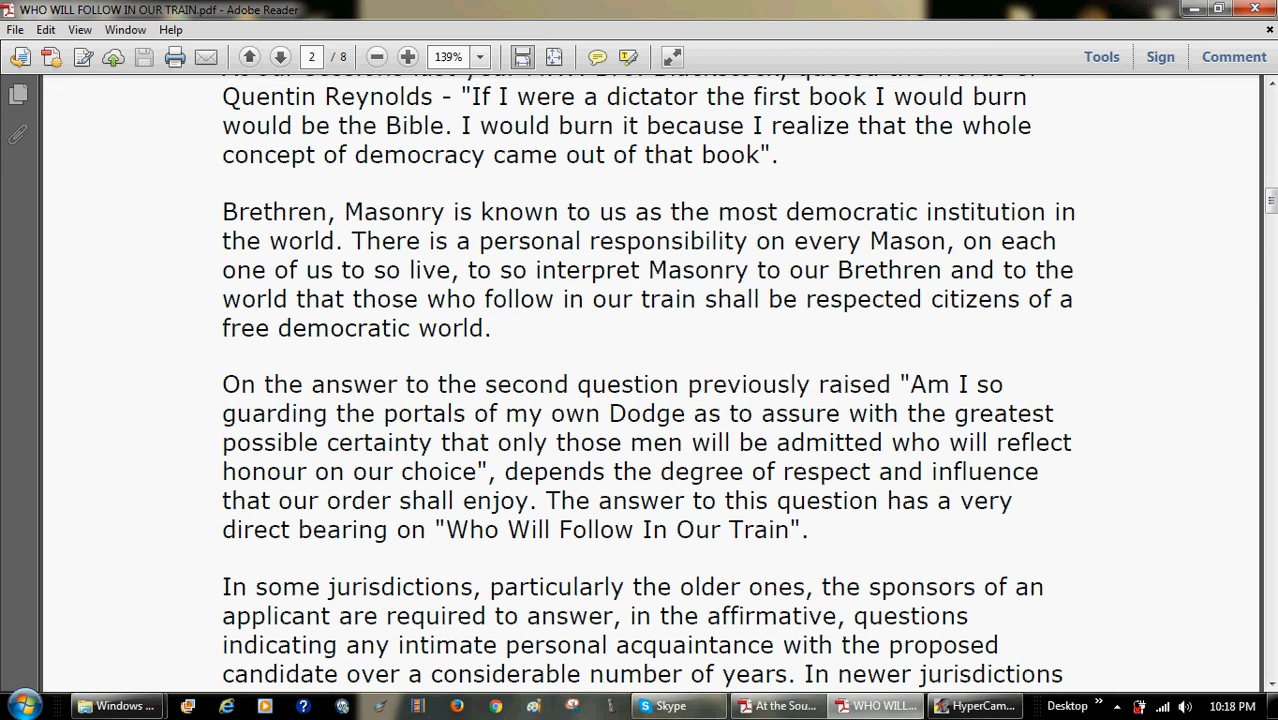 WHO WILL FOLLOW IN OUR TRAIN.pdf - Adobe Reader
File Edit View Window Help
2 / 8 139% Tools Sign Comment
Quentin Reynolds - "If I were a dictator the first book I would burn
would be the Bible. I would burn it because I realize that the whole
concept of democracy came out of that book".
Brethren, Masonry is known to us as the most democratic institution in
the world. There is a personal responsibility on every Mason, on each
one of us to so live, to so interpret Masonry to our Brethren and to the
world that those who follow in our train shall be respected citizens of a
free democratic world.
On the answer to the second question previously raised "Am I so
guarding the portals of my own Dodge as to assure with the greatest
possible certainty that only those men will be admitted who will reflect
honour on our choice", depends the degree of respect and influence
that our order shall enjoy. The answer to this question has a very
direct bearing on "Who Will Follow In Our Train".
In some jurisdictions, particularly the older ones, the sponsors of an
applicant are required to answer, in the affirmative, questions
indicating any intimate personal acquaintance with the proposed
candidate over a considerable number of years. In newer jurisdictions
Windows ... Skype At the Sou... WHO WILL... HyperCam... Desktop 10:18 PM